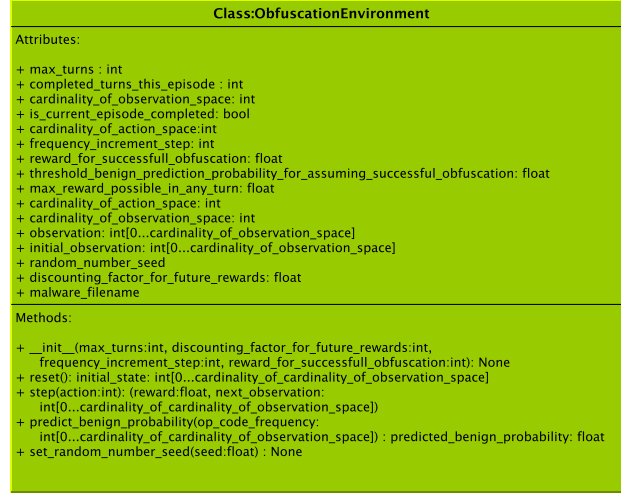 Class:ObfuscationEnvironment
Attributes:
+ max_turns : int
+ completed_turns_this_episode : int
+ cardinality_of_observation_space: int
+ is_current_episode_completed: bool
+ cardinality_of_action_space:int
+ frequency_increment_step: int
+ reward_for_successfull_obfuscation: float
+ threshold_benign_prediction_probability_for_assuming_successful_obfuscation: float
+ max_reward_possible_in_any_turn: float
+ cardinality_of_action_space: int
+ cardinality_of_observation_space: int
+ observation: int[0...cardinality_of_observation_space]
+ initial_observation: int[0...cardinality_of_observation_space]
+ random_number_seed
+ discounting_factor_for_future_rewards: float
+ malware_filename
Methods:
+ __init__(max_turns:int, discounting_factor_for_future_rewards:int,
frequency_increment_step:int, reward_for_successfull_obfuscation:int): None
+ reset(): initial_state: int[0...cardinality_of_cardinality_of_observation_space]
+ step(action:int): (reward:float, next_observation:
int[0...cardinality_of_cardinality_of_observation_space])
+ predict_benign_probability(op_code_frequency:
int[0...cardinality_of_cardinality_of_observation_space]) : predicted_benign_probability: float
+ set_random_number_seed(seed:float) : None